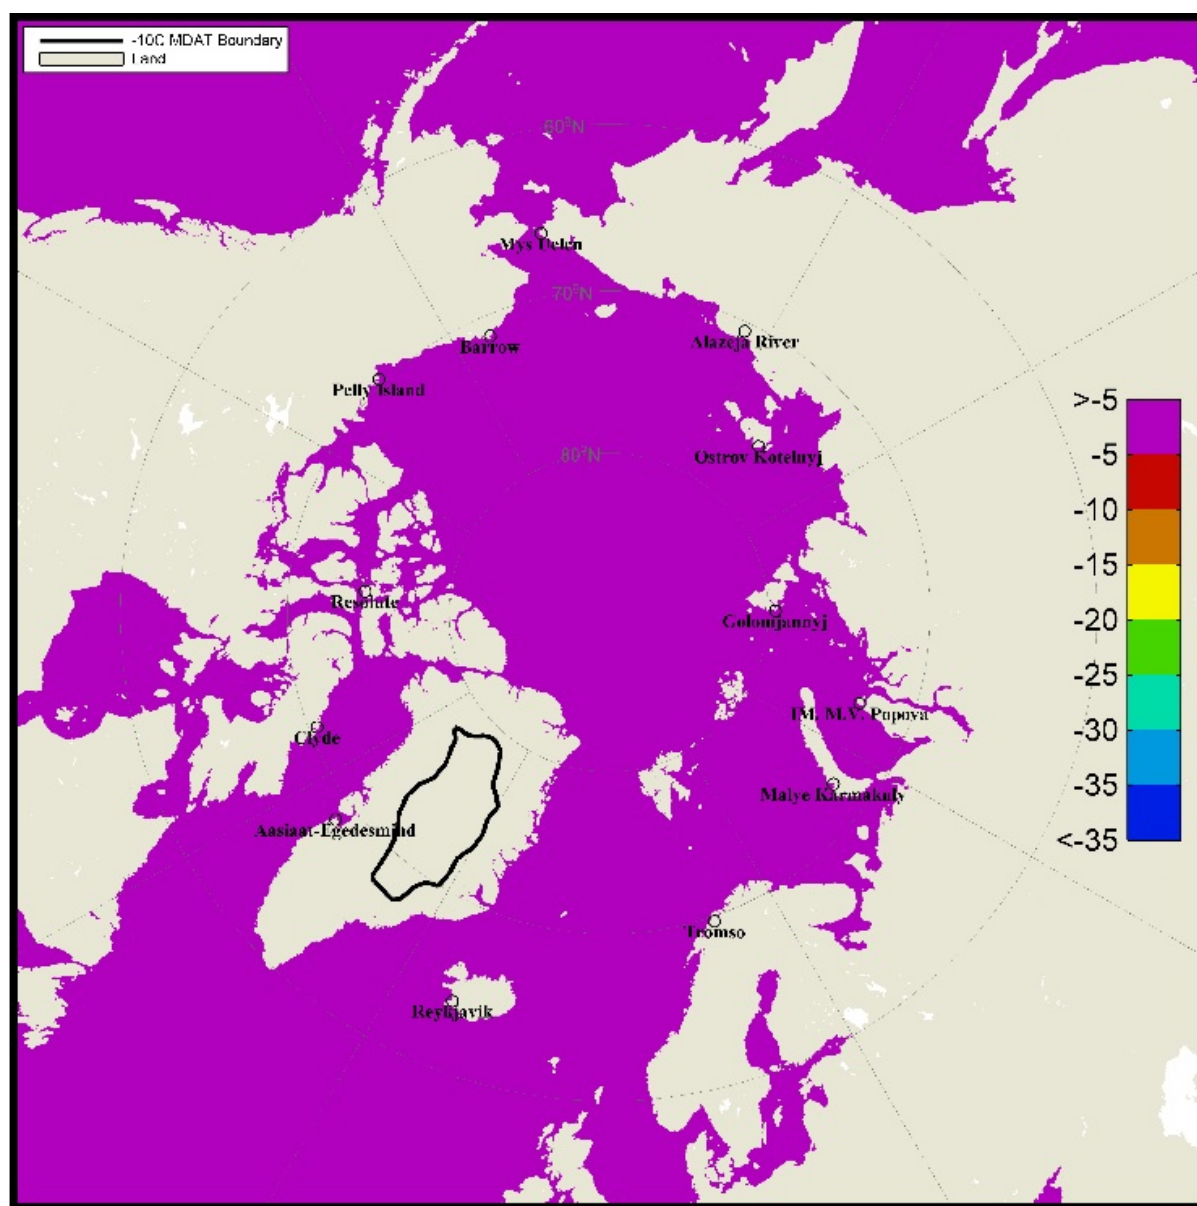 -10C MDAT Boundary
Land
60°N
Mys Uelen
70°N
Barrow
Alazeja River
Pelly Island
>-5
-5
80°N
Ostrov Kotelnyj
-10
-15
Resolute
Golomjannyj
-20
-25
IM. M.V. Popova
Clyde
-30
-35
Malye Karmakuly
Aasiaat-Egedesmind
<-35
Tromso
Reykjavik